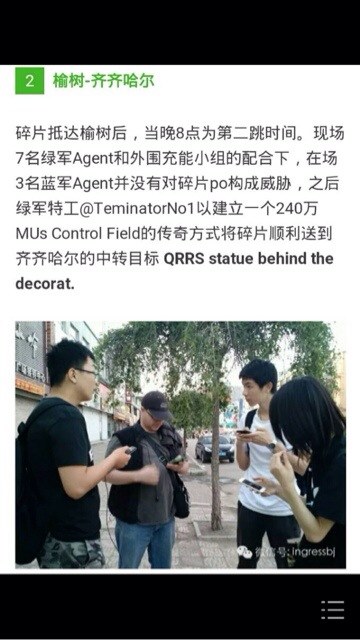 2 榆树-齐齐哈尔
碎片抵达榆树后，当晚8点为第二跳时间。现场
7名绿军Agent和外围充能小组的配合下，在场
3名蓝军Agent并没有对碎片po构成威胁，之后
绿军特工@TeminatorNo1以建立一个240万
MUs Control Field的传奇方式将碎片顺利送到
齐齐哈尔的中转目标 QRRS statue behind the
decorat.
微信号: Ingressbj